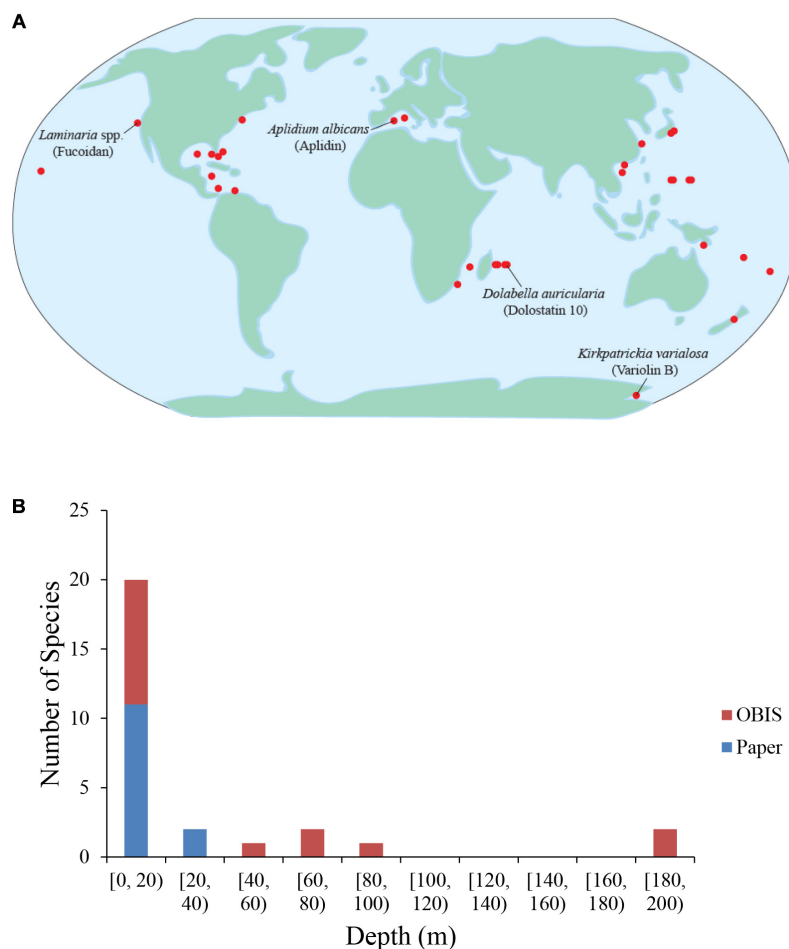 A
Laminaria spp.
(Fucoidan)
Aplidium albicans
(Aplidin)
Dolabella auricularia
(Dolostatin 10)
Kirkpatrickia varialosa
(Variolin B)
B
Number of Species
25
20
15
10
5
0
[0, 20)
[20, 40)
[40, 60)
[60, 80)
[80, 100)
[100, 120)
[120, 140)
[140, 160)
[160, 180)
[180, 200)
Depth (m)
OBIS
Paper